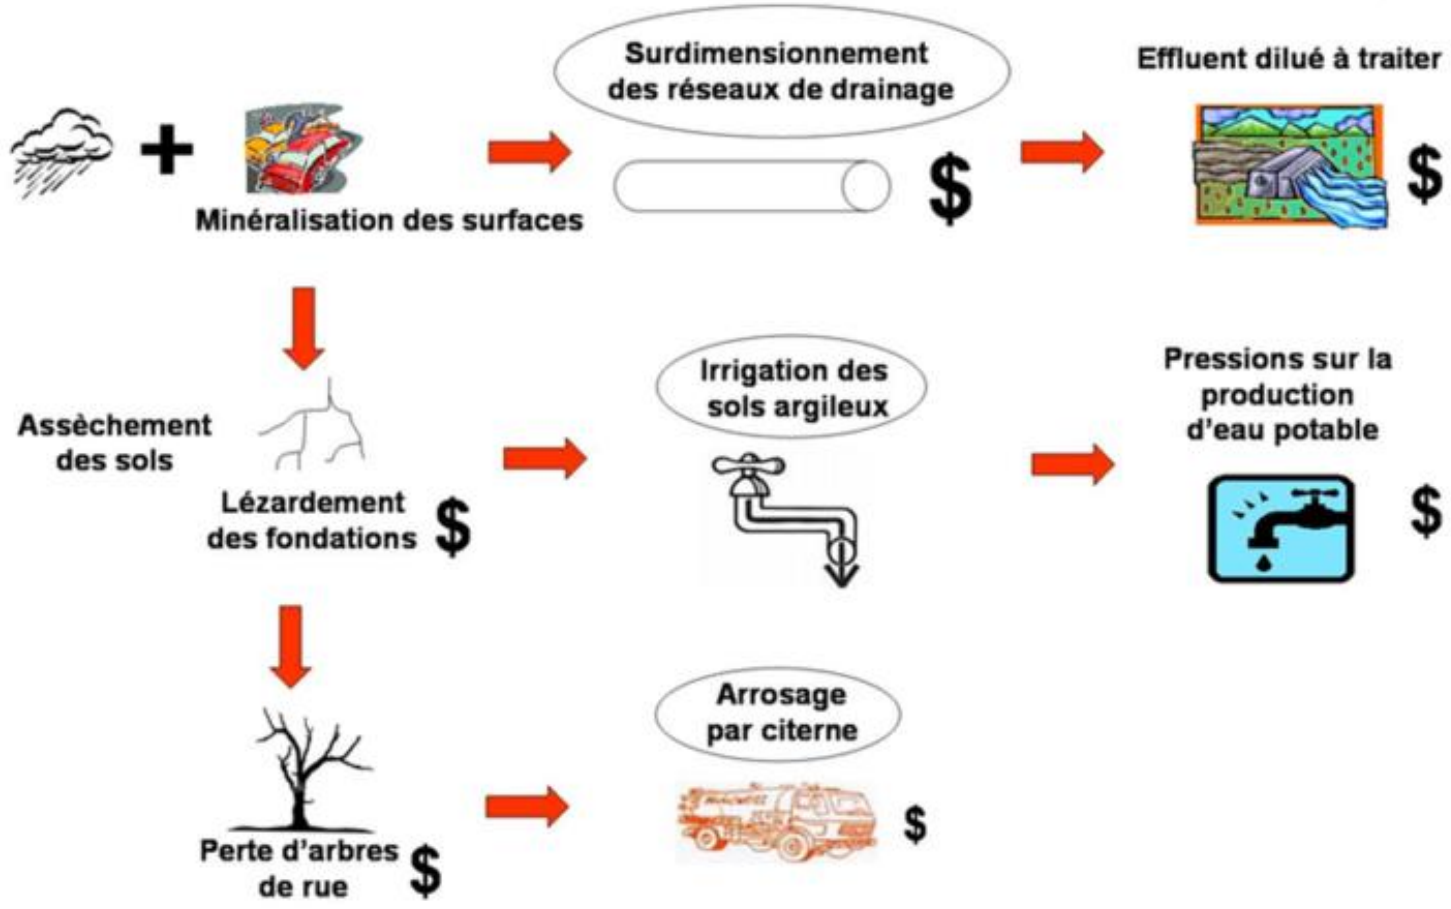 Surdimensionnement
des réseaux de drainage
$
Effluent dilué à traiter
$
+
Minéralisation des surfaces
Assèchement
des sols
Lézardement
des fondations
$
Irrigation des
sols argileux
Pressions sur la
production
d'eau potable
$
Perte d'arbres
de rue
$
Arrosage
par citerne
$